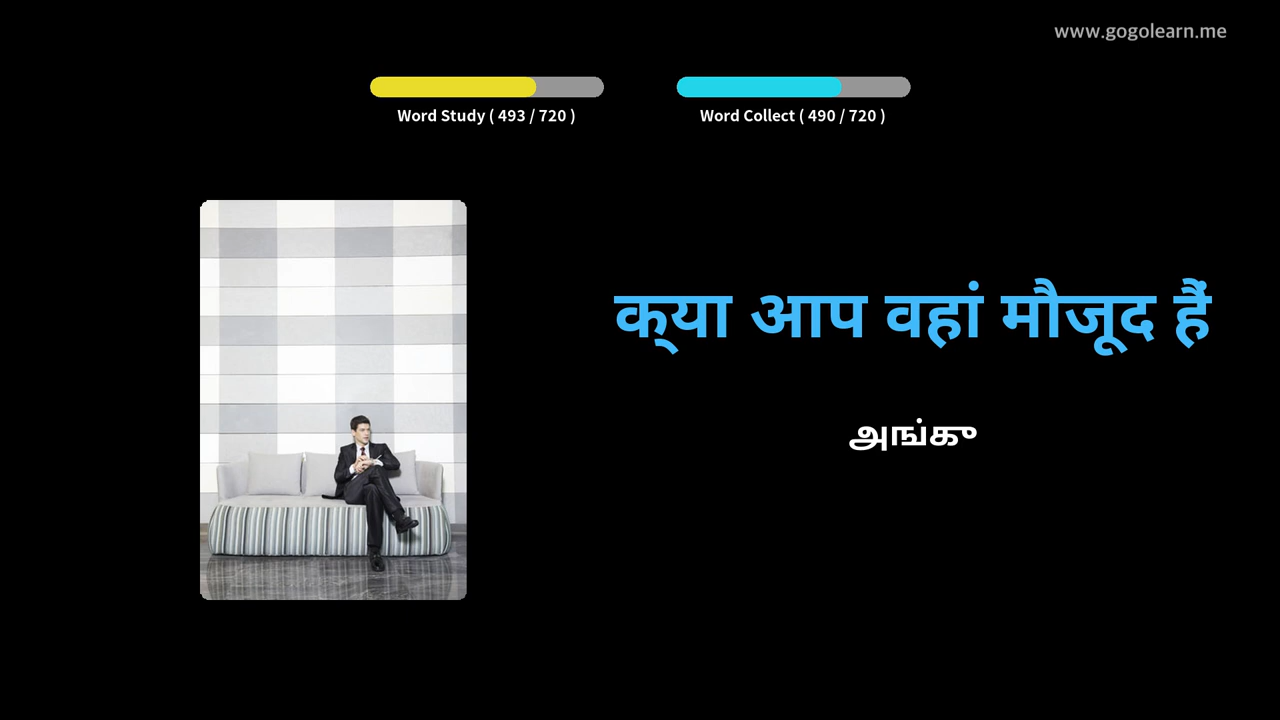 www.gogolearn.me
Word Study ( 493 / 720 )
Word Collect ( 490 / 720 )
क्या आप वहां मौजूद हैं
அங்கு